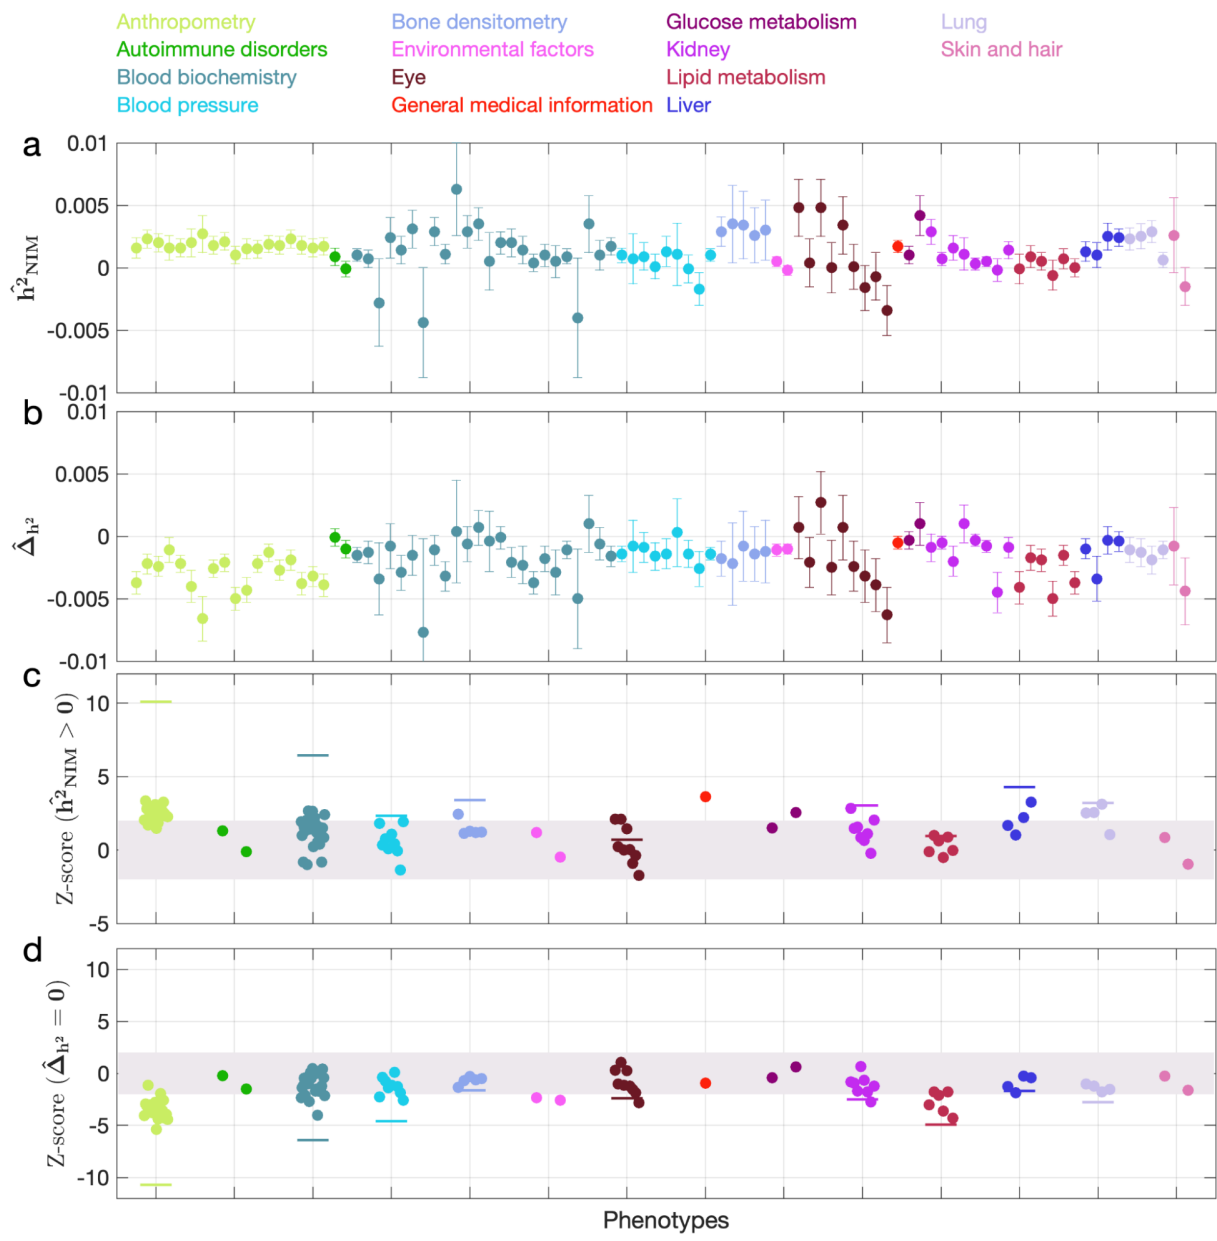 Anthropometry Bone densitometry Glucose metabolism Lung
Autoimmune disorders Environmental factors Kidney Skin and hair
Blood biochemistry Eye Lipid metabolism
Blood pressure General medical information Liver
a
ĥ²NIM
0.01
0.005
0
-0.005
-0.01
b
Δ̂h²
0.01
0.005
0
-0.005
-0.01
c
Z-score (ĥ²NIM > 0)
10
5
0
-5
d
Z-score (Δ̂h² = 0)
10
5
0
-5
-10
Phenotypes